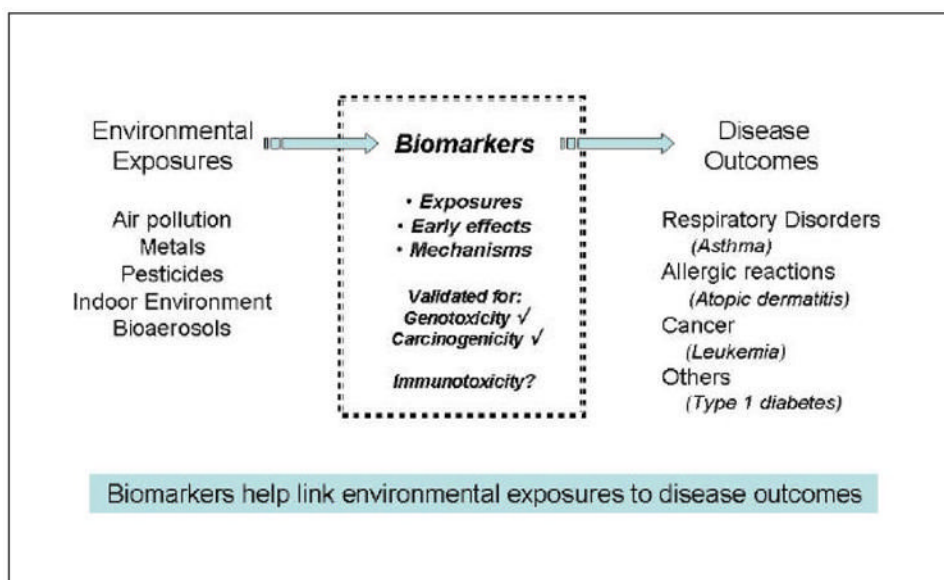 Environmental
Exposures
Air pollution
Metals
Pesticides
Indoor Environment
Bioaerosols
Biomarkers
• Exposures
• Early effects
• Mechanisms
Validated for:
Genotoxicity √
Carcinogenicity √
Immunotoxicity?
Disease
Outcomes
Respiratory Disorders
(Asthma)
Allergic reactions
(Atopic dermatitis)
Cancer
(Leukemia)
Others
(Type 1 diabetes)
Biomarkers help link environmental exposures to disease outcomes